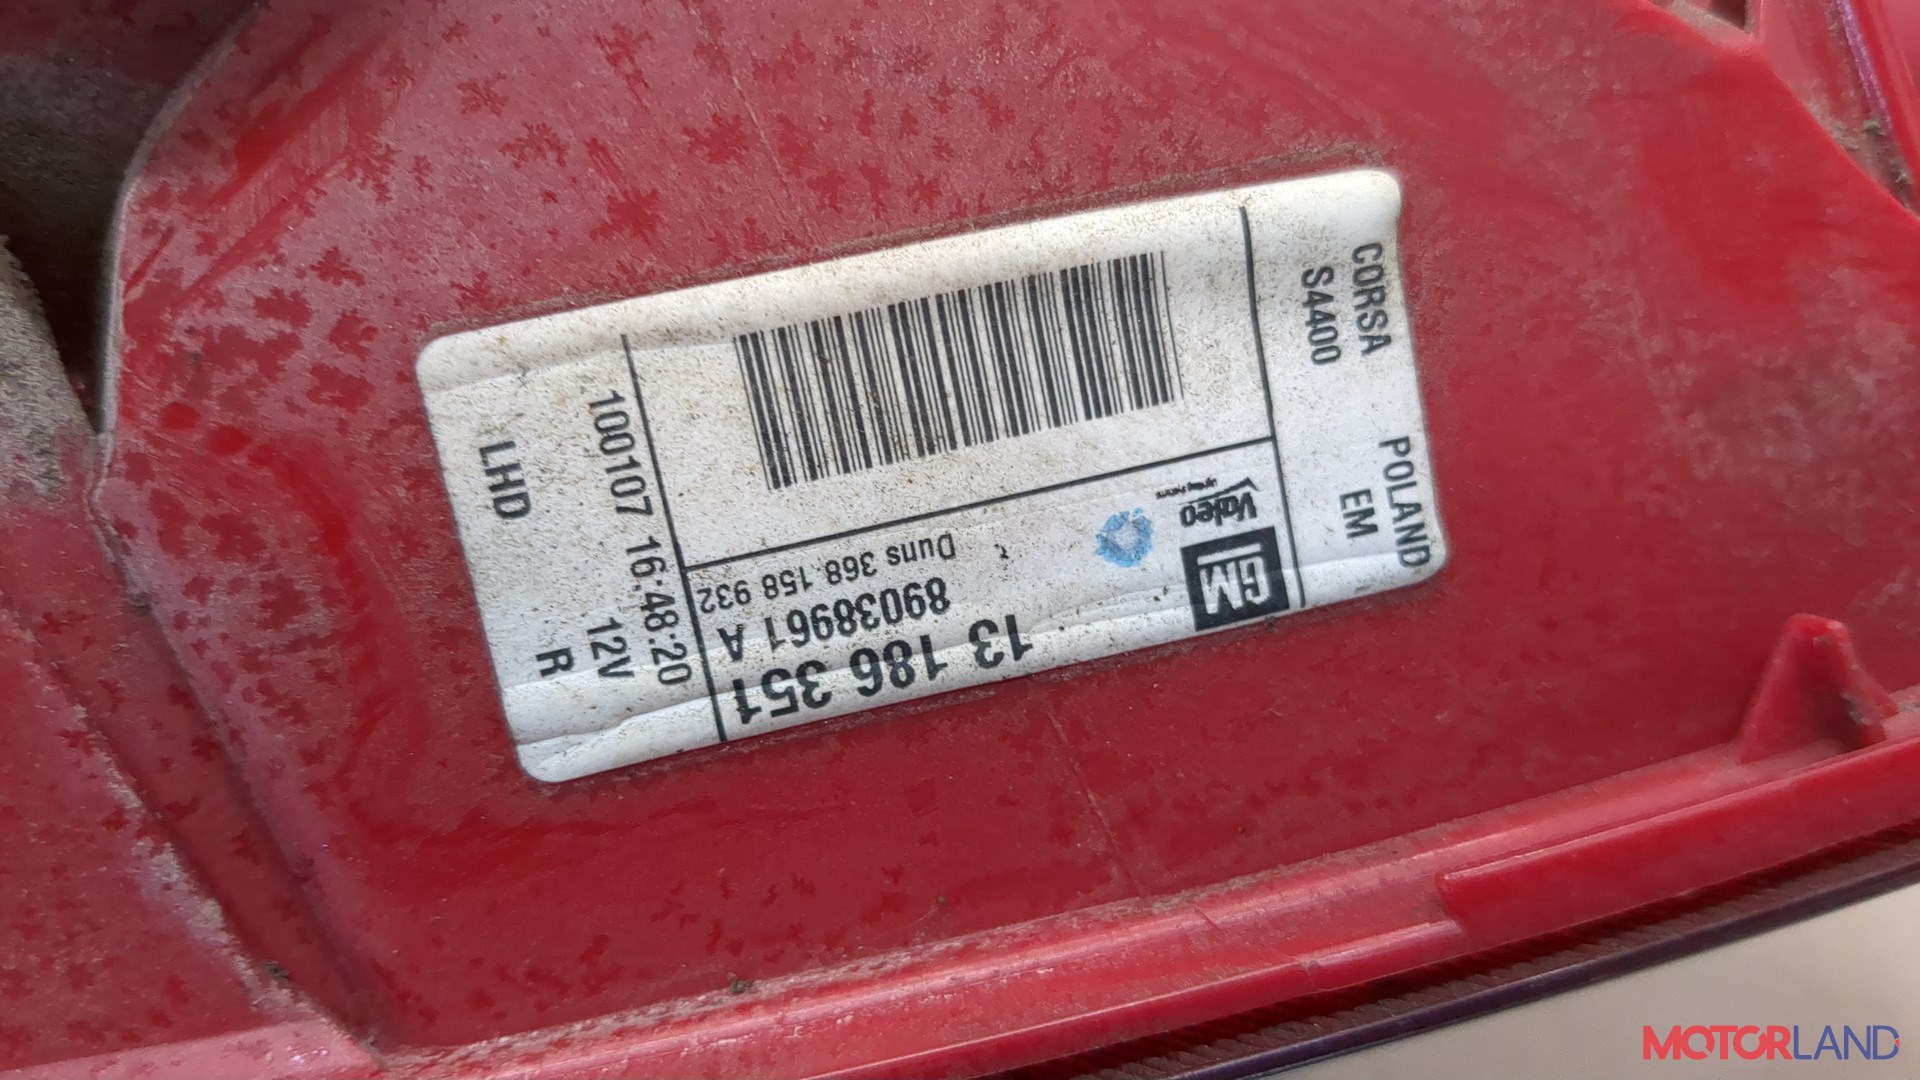 CORSA POLAND
S4400 EM
GM
Valeo
13 186 351
89038961 A
Duns 368 158 932
100107 16:48:20
12V
LHD R
MOTORLAND